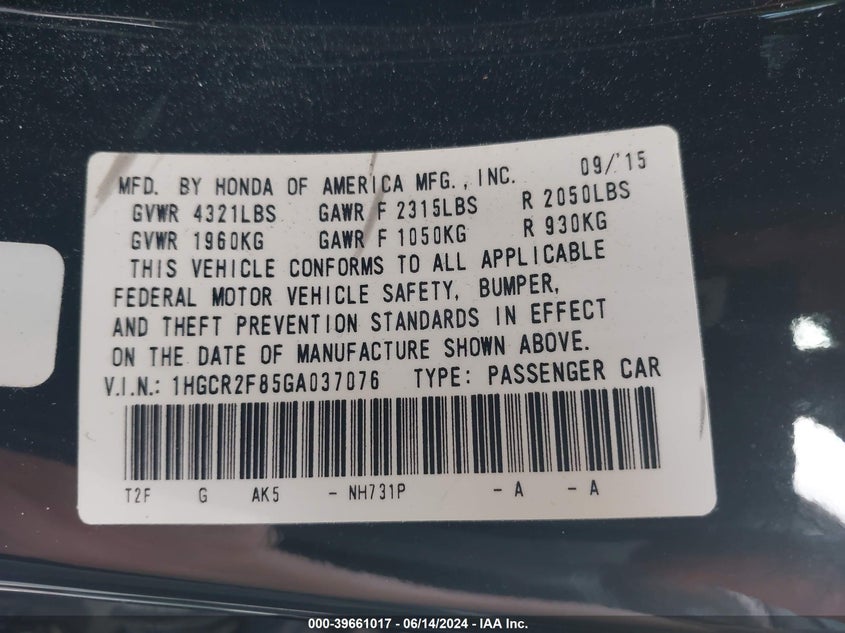 MFD. BY HONDA OF AMERICA MFG., INC. 09/'15
GVWR 4321LBS GAWR F 2315LBS R 2050LBS
GVWR 1960KG GAWR F 1050KG R 930KG
THIS VEHICLE CONFORMS TO ALL APPLICABLE
FEDERAL MOTOR VEHICLE SAFETY, BUMPER,
AND THEFT PREVENTION STANDARDS IN EFFECT
ON THE DATE OF MANUFACTURE SHOWN ABOVE.
V.I.N.: 1HGCR2F85GA037076 TYPE: PASSENGER CAR
T2F G AK5 - NH731P - A - A
000-39661017 - 06/14/2024 - IAA Inc.